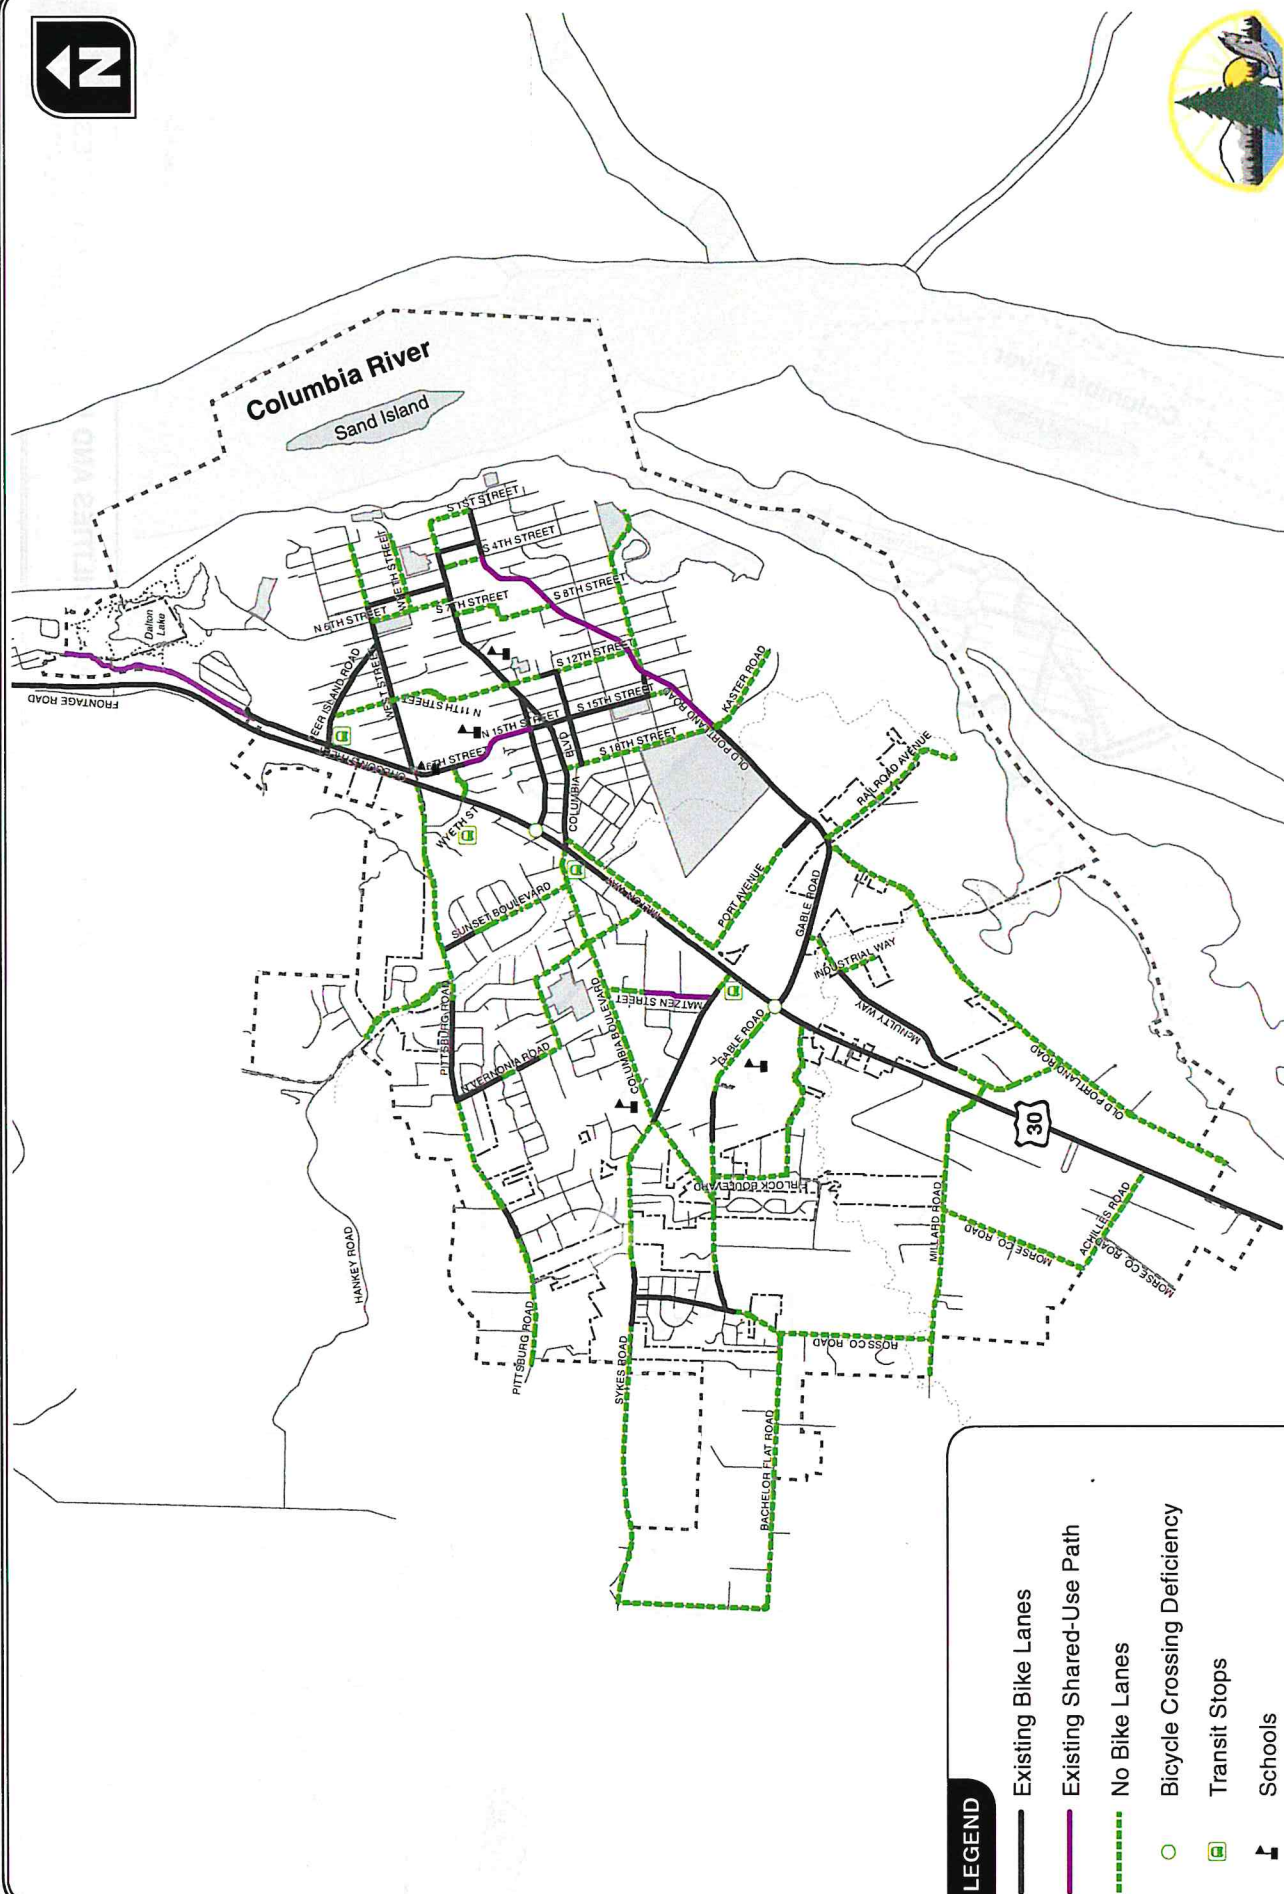 N
Columbia River
Sand Island
Dalton
Lake
FRONTAGE ROAD
DEER ISLAND ROAD
OREGON STREET
WEST STREET
N 6TH STREET
WYETH STREET
S 1ST STREET
S 4TH STREET
S 7TH STREET
S 8TH STREET
N 11TH STREET
S 12TH STREET
N 15TH STREET
S 15TH STREET
S 18TH STREET
KASTER ROAD
OLD PORTLAND ROAD
COLUMBIA
BLVD
WYETH ST
SUNSET BOULEVARD
PITTSBURG ROAD
N VERNONIA ROAD
COLUMBIA BOULEVARD
MATZEN STREET
PORT AVENUE
GABLE ROAD
RAILROAD AVENUE
INDUSTRIAL WAY
McNULTY WAY
GABLE ROAD
OLD PORTLAND ROAD
30
FIRLOCK BOULEVARD
MILLARD ROAD
MORSE CO. ROAD
ACHILLES ROAD
MORSE CO. ROAD
ROSS CO. ROAD
HANKEY ROAD
PITTSBURG ROAD
SYKES ROAD
BACHELOR FLAT ROAD
LEGEND
Existing Bike Lanes
Existing Shared-Use Path
No Bike Lanes
Bicycle Crossing Deficiency
Transit Stops
Schools